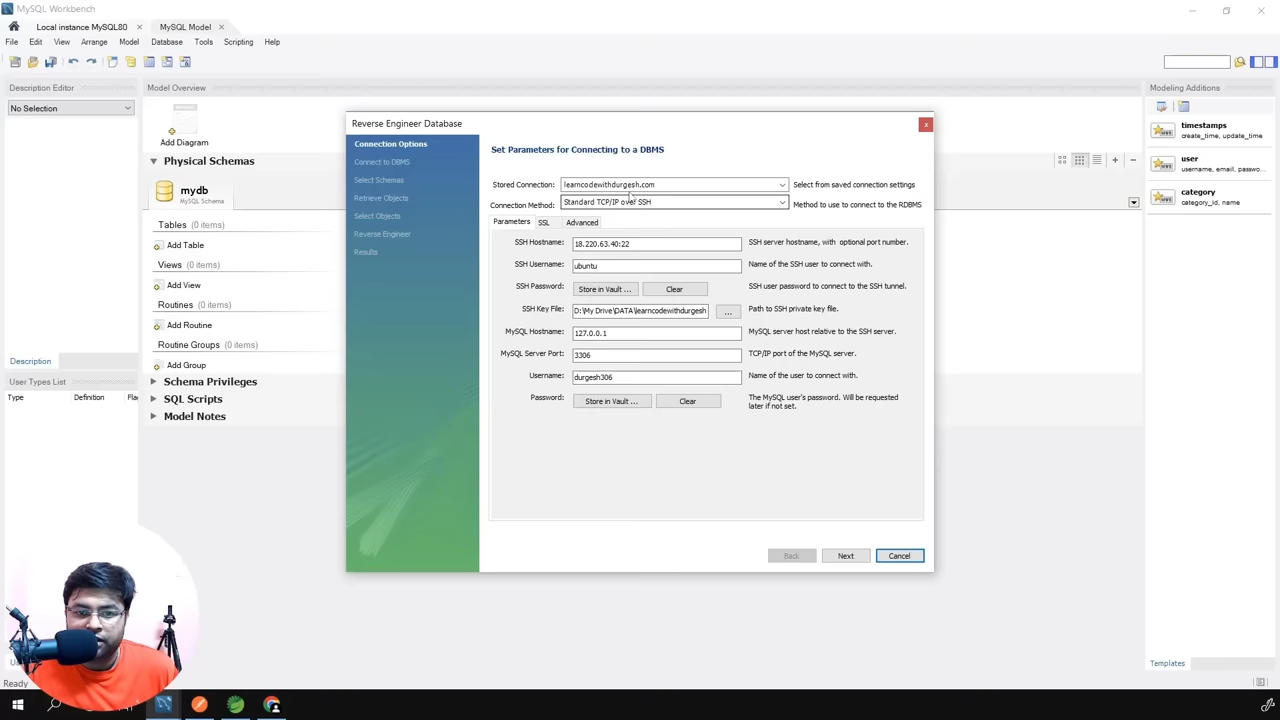 MySQL Workbench
Local instance MySQL80
MySQL Model
File Edit View Arrange Model Database Tools Scripting Help
Description Editor
No Selection
Description
User Types List
Type Definition
Ready
Model Overview
Add Diagram
Physical Schemas
mydb
MySQL Schema
Tables (0 items)
Add Table
Views (0 items)
Add View
Routines (0 items)
Add Routine
Routine Groups (0 items)
Add Group
Schema Privileges
SQL Scripts
Model Notes
Reverse Engineer Database
Connection Options
Connect to DBMS
Select Schemas
Retrieve Objects
Select Objects
Reverse Engineer
Results
Set Parameters for Connecting to a DBMS
Stored Connection: learncodewithdurgesh.com Select from saved connection settings
Connection Method: Standard TCP/IP over SSH Method to use to connect to the RDBMS
Parameters SSL Advanced
SSH Hostname: 18.220.63.40:22 SSH server hostname, with optional port number.
SSH Username: ubuntu Name of the SSH user to connect with.
SSH Password: Store in Vault ... Clear SSH user password to connect to the SSH tunnel.
SSH Key File: D:\My Drive\DATA\learncodewithdurgesh ... Path to SSH private key file.
MySQL Hostname: 127.0.0.1 MySQL server host relative to the SSH server.
MySQL Server Port: 3306 TCP/IP port of the MySQL server.
Username: durgesh306 Name of the user to connect with.
Password: Store in Vault ... Clear The MySQL user's password. Will be requested
later if not set.
Back Next Cancel
Modeling Additions
timestamps
create_time, update_time
user
username, email, passwo...
category
category_id, name
Templates